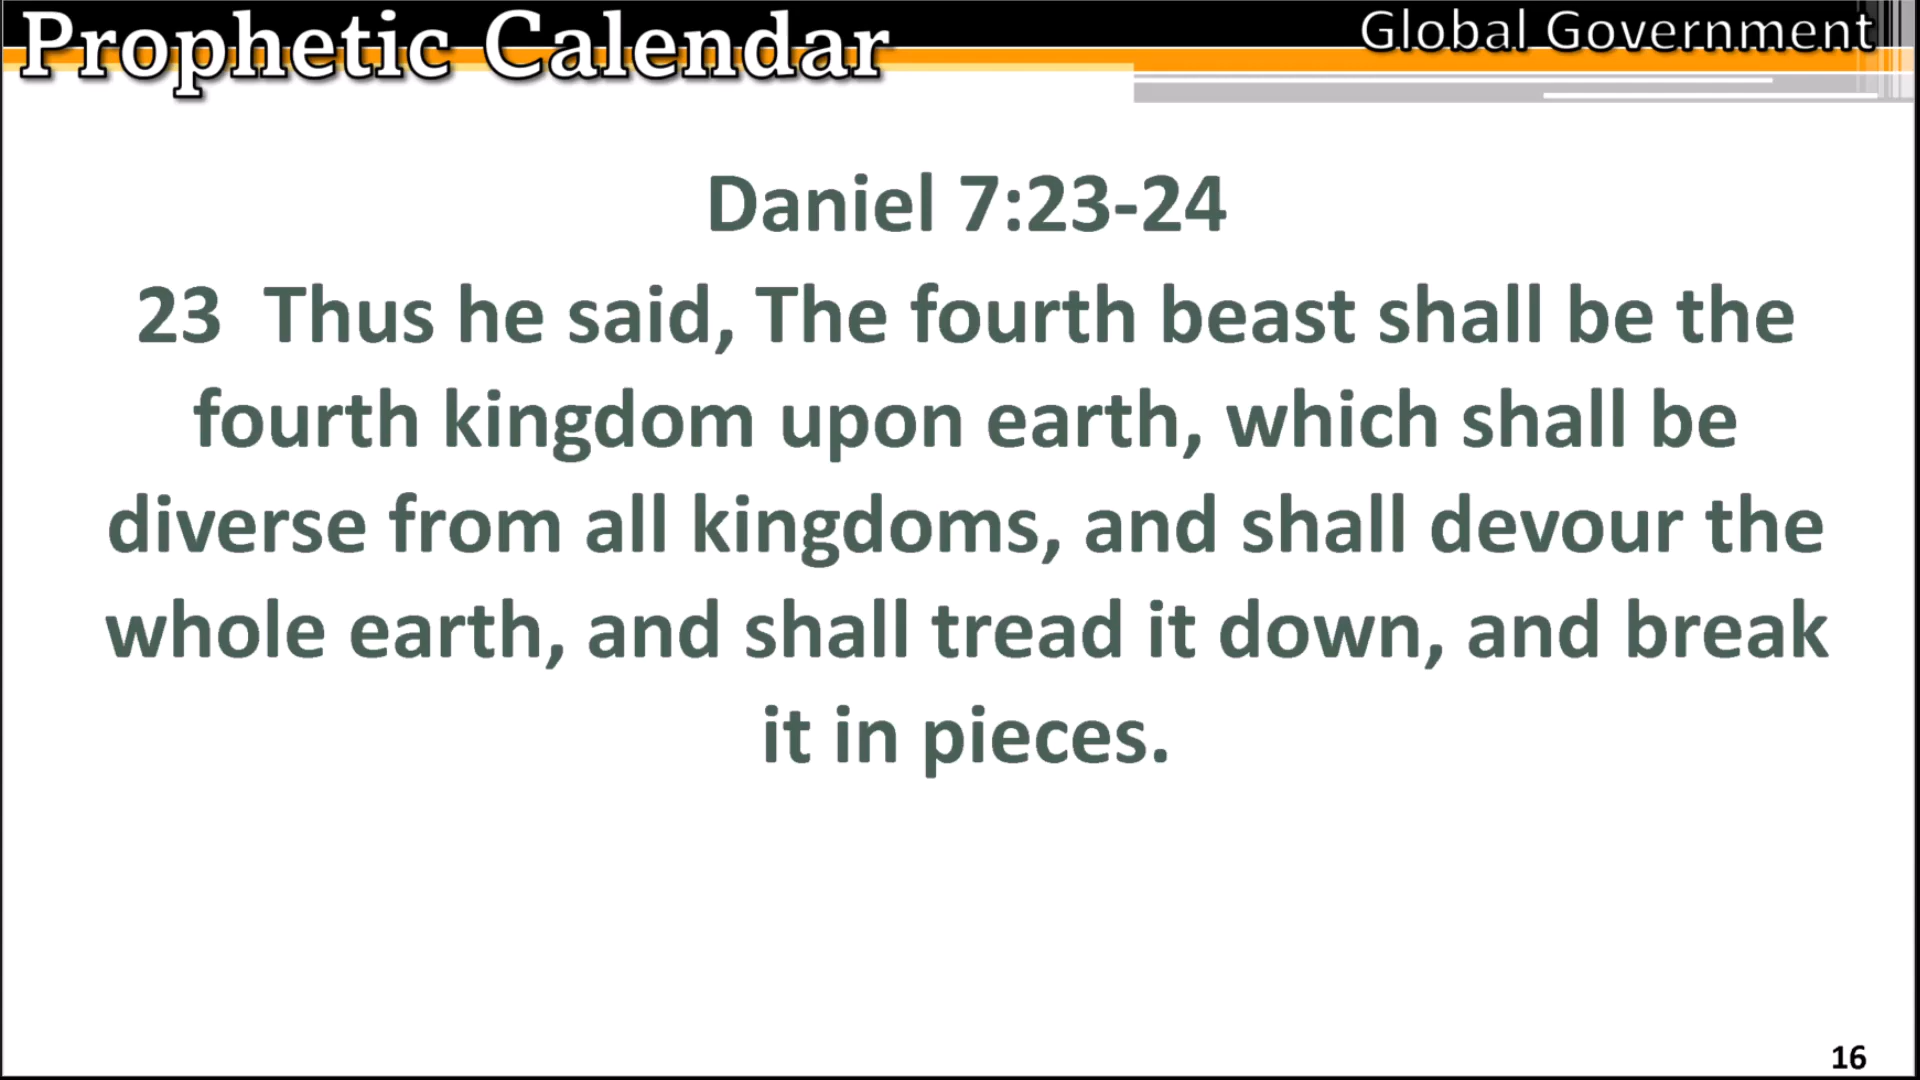 Prophetic Calendar
Global Government
Daniel 7:23-24
23 Thus he said, The fourth beast shall be the
fourth kingdom upon earth, which shall be
diverse from all kingdoms, and shall devour the
whole earth, and shall tread it down, and break
it in pieces.
16